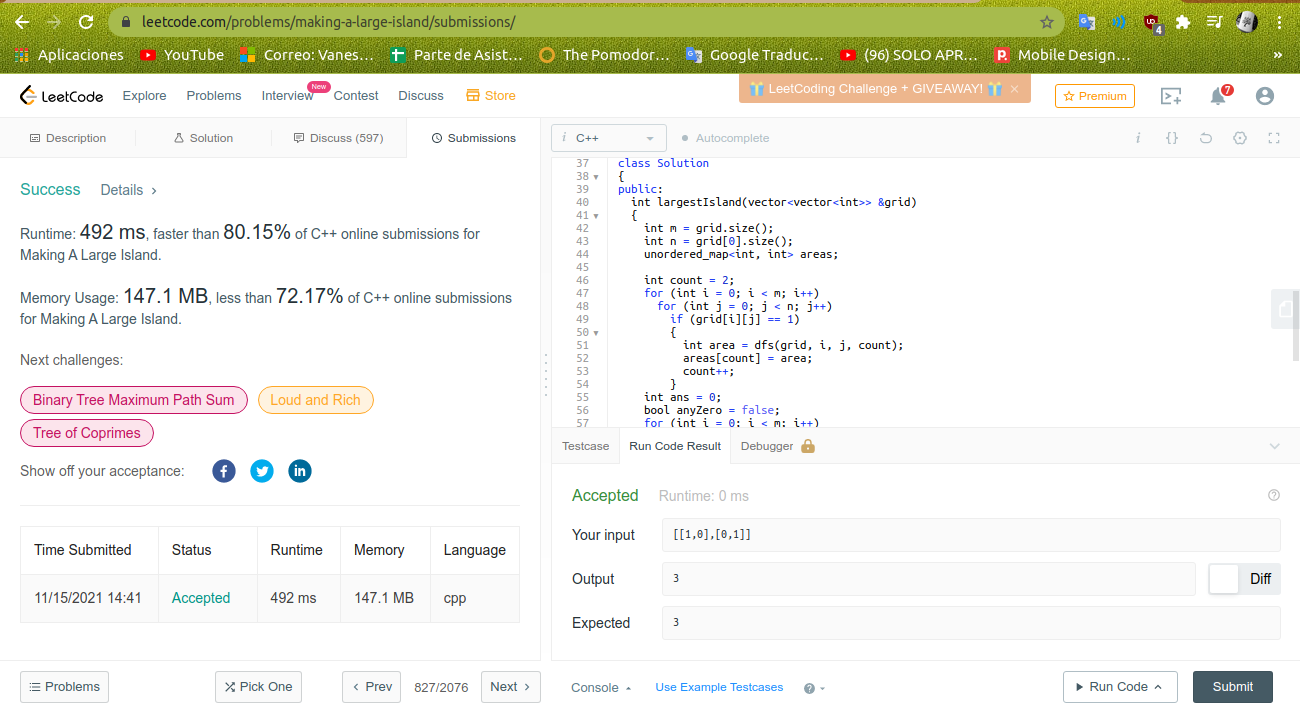 leetcode.com/problems/making-a-large-island/submissions/
4
Aplicaciones YouTube Correo: Vanes... Parte de Asist... The Pomodor... Google Traduc... (96) SOLO APR... Mobile Design... »
LeetCode Explore Problems Interview New Contest Discuss Store LeetCoding Challenge + GIVEAWAY! × Premium 7
Description Solution Discuss (597) Submissions
Success Details >
Runtime: 492 ms, faster than 80.15% of C++ online submissions for
Making A Large Island.
Memory Usage: 147.1 MB, less than 72.17% of C++ online submissions
for Making A Large Island.
Next challenges:
Binary Tree Maximum Path Sum Loud and Rich
Tree of Coprimes
Show off your acceptance:
Time Submitted Status Runtime Memory Language
11/15/2021 14:41 Accepted 492 ms 147.1 MB cpp
i C++ Autocomplete i {}
37 class Solution
38 {
39 public:
40 int largestIsland(vector<vector<int>> &grid)
41 {
42 int m = grid.size();
43 int n = grid[0].size();
44 unordered_map<int, int> areas;
45
46 int count = 2;
47 for (int i = 0; i < m; i++)
48 for (int j = 0; j < n; j++)
49 if (grid[i][j] == 1)
50 {
51 int area = dfs(grid, i, j, count);
52 areas[count] = area;
53 count++;
54 }
55 int ans = 0;
56 bool anyZero = false;
57 for (int i = 0; i < m; i++)
Testcase Run Code Result Debugger
Accepted Runtime: 0 ms
Your input [[1,0],[0,1]]
Output 3 Diff
Expected 3
Problems Pick One < Prev 827/2076 Next > Console Use Example Testcases ? Run Code Submit